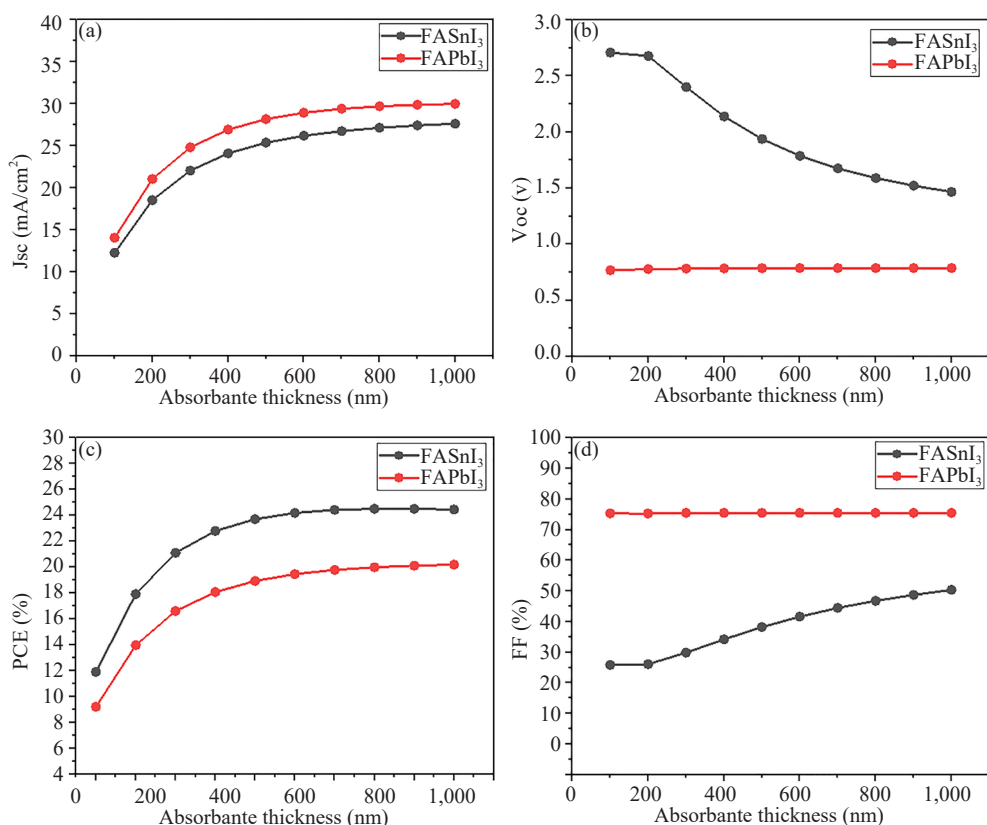 (a)
FASnI₃
FAPbI₃
40
35
30
25
20
15
10
5
0
Jsc (mA/cm²)
0 200 400 600 800 1,000
Absorbante thickness (nm)
(b)
FASnI₃
FAPbI₃
3.0
2.5
2.0
1.5
1.0
0.5
0.0
Voc (v)
0 200 400 600 800 1,000
Absorbante thickness (nm)
(c)
FASnI₃
FAPbI₃
30
28
26
24
22
20
18
16
14
12
10
8
6
4
PCE (%)
0 200 400 600 800 1,000
Absorbante thickness (nm)
(d)
FASnI₃
FAPbI₃
100
90
80
70
60
50
40
30
20
10
0
FF (%)
0 200 400 600 800 1,000
Absorbante thickness (nm)